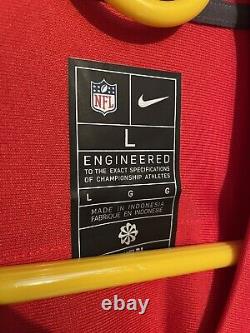 NFL
L
ENGINEERED
TO THE EXACT SPECIFICATIONS
OF CHAMPIONSHIP ATHLETES
L G G
MADE IN INDONESIA
FABRIQUÉ EN INDONÉSIE